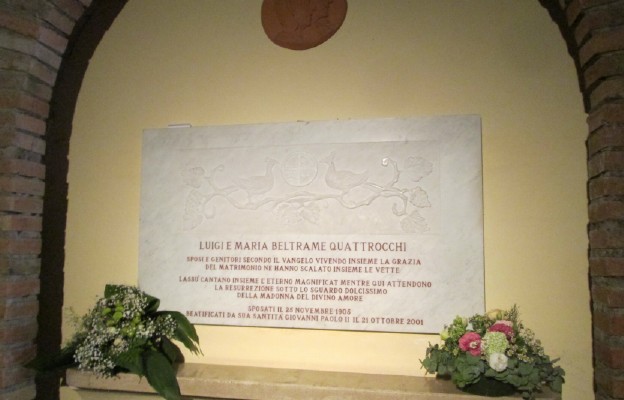 LUIGI E MARIA BELTRAME QUATTROCCHI
SPOSI E GENITORI SECONDO IL VANGELO VIVENDO INSIEME LA GRAZIA
DEL MATRIMONIO NE HANNO SCALATO INSIEME LE VETTE
LASSÙ CANTANO INSIEME E ETERNO MAGNIFICAT MENTRE QUI ATTENDONO
LA RESURREZIONE SOTTO LO SGUARDO DOLCISSIMO
DELLA MADONNA DEL DIVINO AMORE
SPOSATI IL 25 NOVEMBRE 1905
BEATIFICATI DA SUA SANTITÀ GIOVANNI PAOLO II IL 21 OTTOBRE 2001